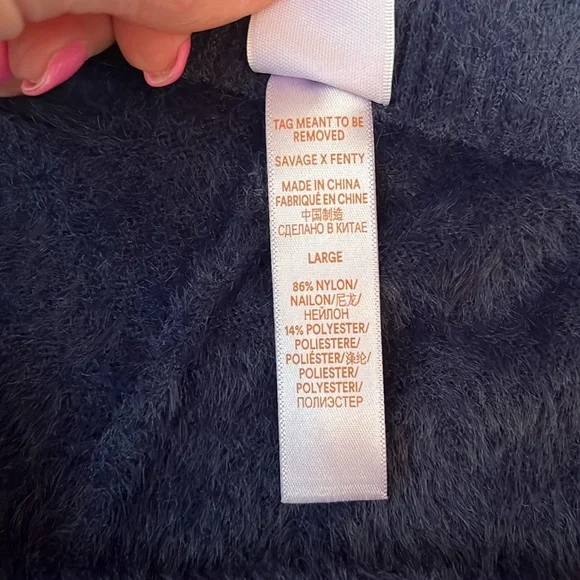 TAG MEANT TO BE
REMOVED
SAVAGE X FENTY
MADE IN CHINA
FABRIQUÉ EN CHINE
中国制造
СДЕЛАНО В КИТАЕ
LARGE
86% NYLON/
NAILON/尼龙/
НЕЙЛОН
14% POLYESTER/
POLIESTERE/
POLIÉSTER/涤纶/
POLIESTER/
POLYESTERI/
ПОЛИЭСТЕР